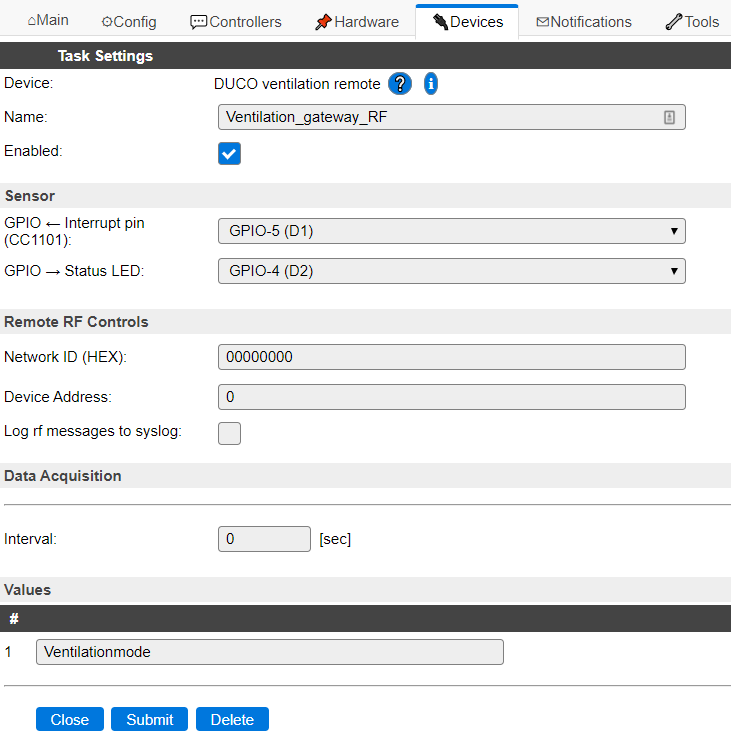 ⌂Main ⚙Config 💬Controllers 📌Hardware 🔌Devices ✉Notifications 🔧Tools
Task Settings
Device: DUCO ventilation remote ? i
Name: Ventilation_gateway_RF
Enabled:
Sensor
GPIO ← Interrupt pin
(CC1101): GPIO-5 (D1) ▼
GPIO → Status LED: GPIO-4 (D2) ▼
Remote RF Controls
Network ID (HEX): 00000000
Device Address: 0
Log rf messages to syslog:
Data Acquisition
Interval: 0 [sec]
Values
#
1 Ventilationmode
Close Submit Delete